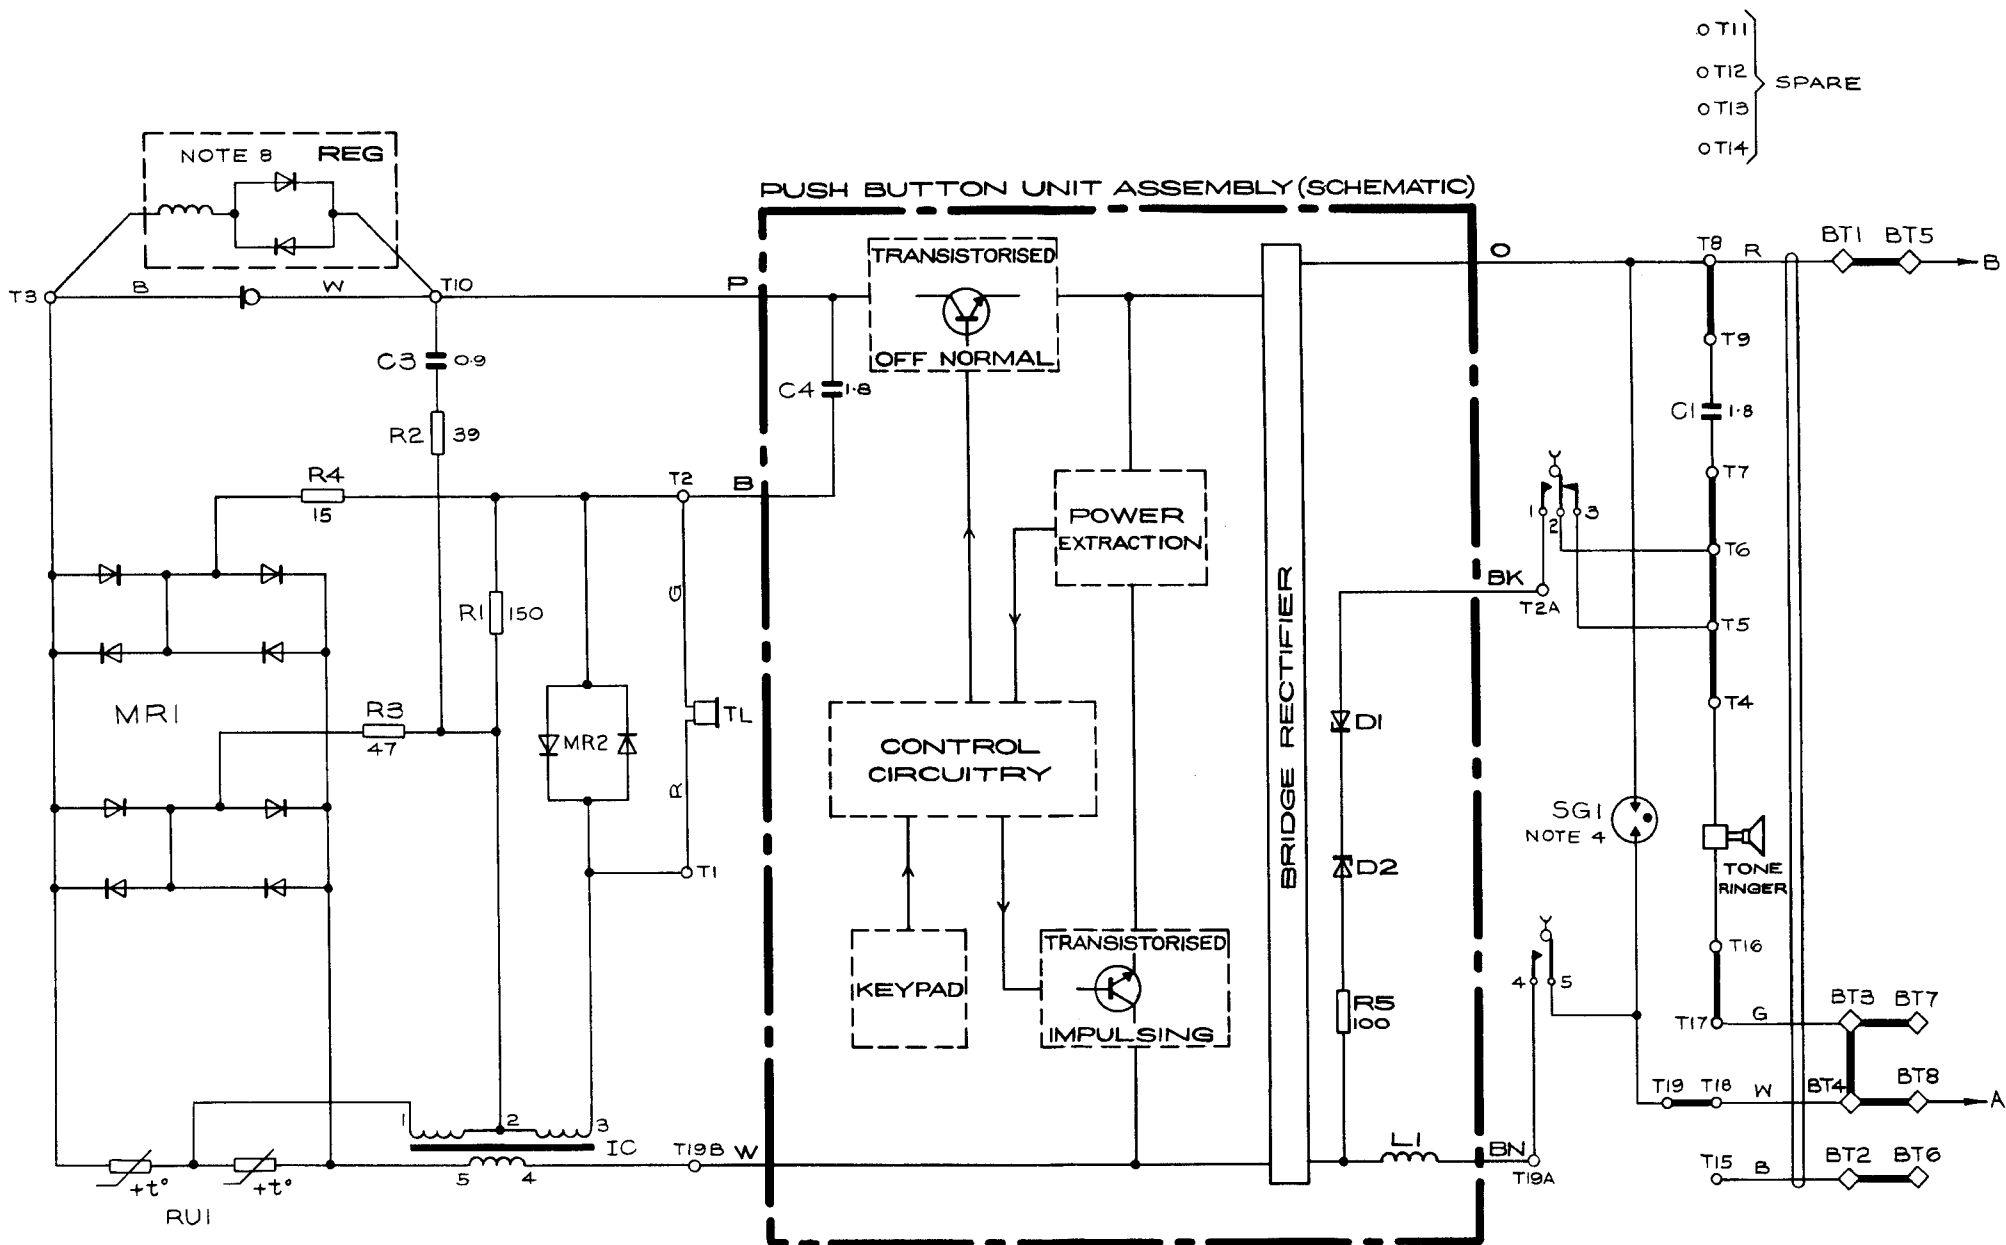 T11
T12
T13
T14
SPARE
NOTE 8 REG
PUSH BUTTON UNIT ASSEMBLY (SCHEMATIC)
T3
B
W
T10
P
TRANSISTORISED
OFF NORMAL
O
T8
R
BT1 BT5
B
T9
C3 0.9
C4 1.8
C1 1.8
R2 39
R4
15
T2
B
POWER
EXTRACTION
Y
1 2 3
T7
T6
BK
T2A
T5
R1 150
G
BRIDGE RECTIFIER
MR1
R3
47
MR2
TL
R
T1
CONTROL
CIRCUITRY
D1
D2
T4
SG1
NOTE 4
TONE
RINGER
KEYPAD
TRANSISTORISED
IMPULSING
R5
100
Y
4 5
T16
T17
G
BT3 BT7
T19 T18
W
BT4
BT8
A
1 2 3
IC
5 4
T19B W
L1
BN
T19A
T15
B
BT2 BT6
+t°
+t°
RU1